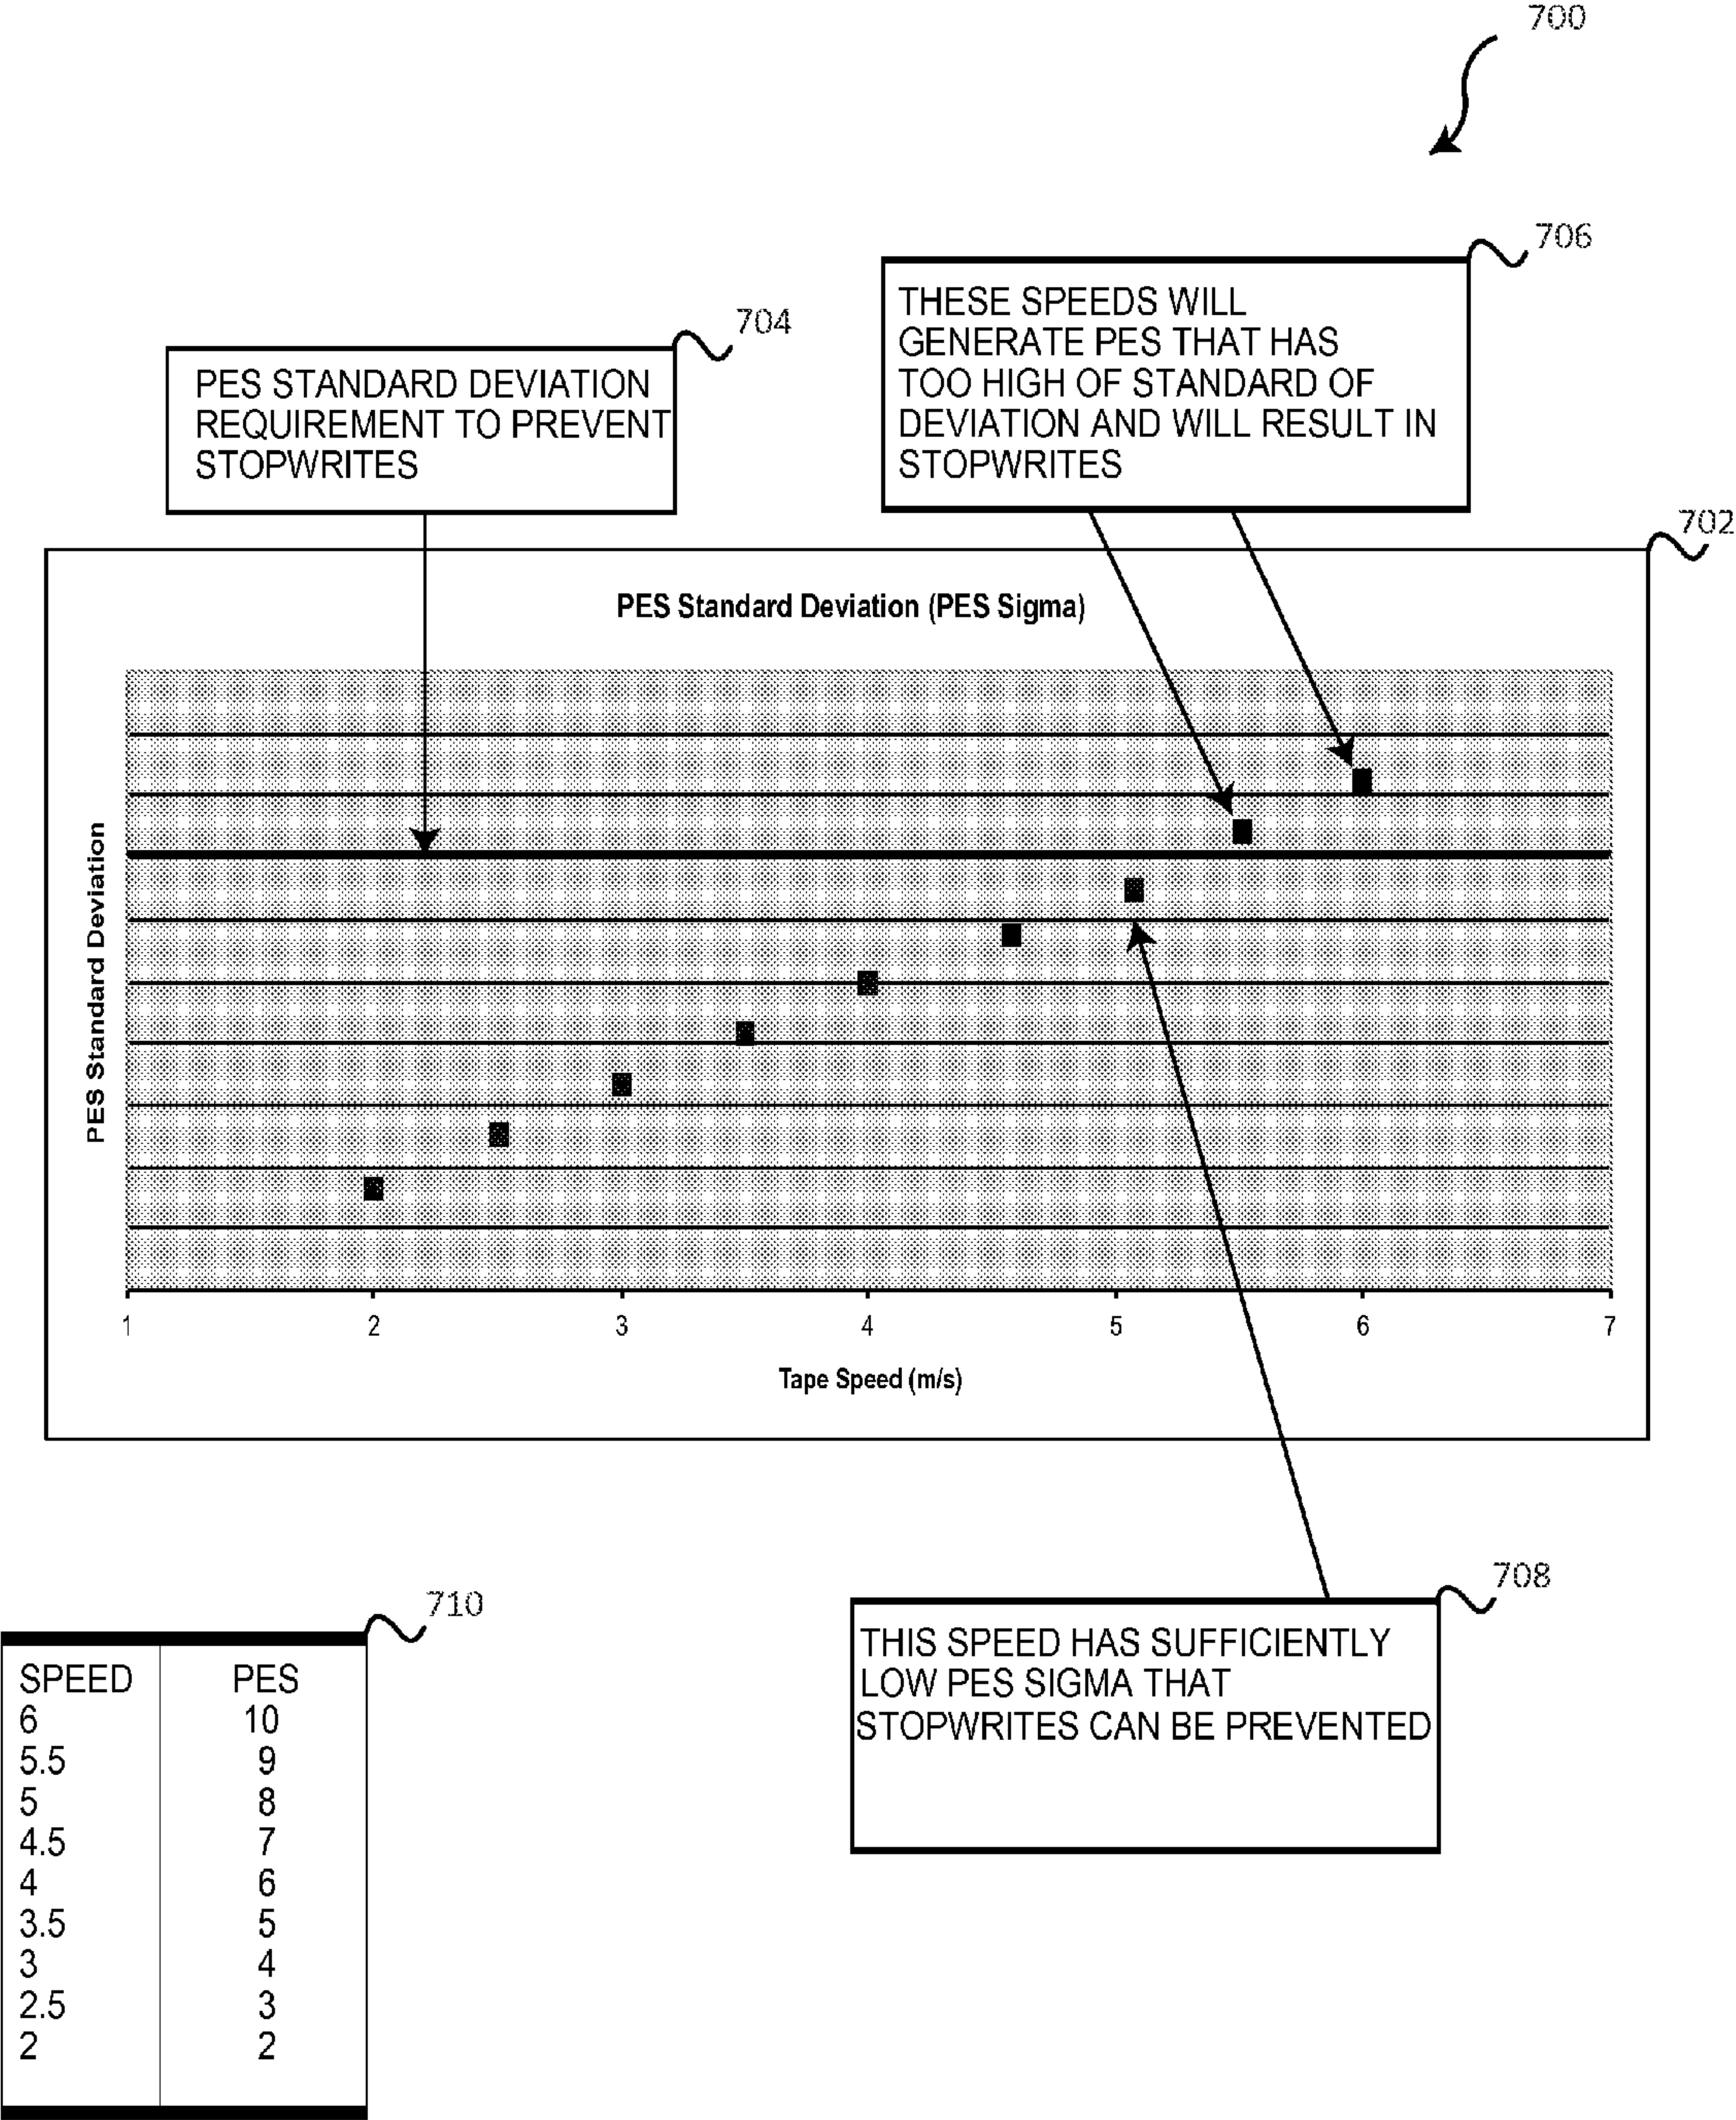 700
706
THESE SPEEDS WILL
GENERATE PES THAT HAS
TOO HIGH OF STANDARD OF
DEVIATION AND WILL RESULT IN
STOPWRITES
704
PES STANDARD DEVIATION
REQUIREMENT TO PREVENT
STOPWRITES
702
PES Standard Deviation (PES Sigma)
PES Standard Deviation
1 2 3 4 5 6 7
Tape Speed (m/s)
708
THIS SPEED HAS SUFFICIENTLY
LOW PES SIGMA THAT
STOPWRITES CAN BE PREVENTED
710
SPEED PES
6 10
5.5 9
5 8
4.5 7
4 6
3.5 5
3 4
2.5 3
2 2